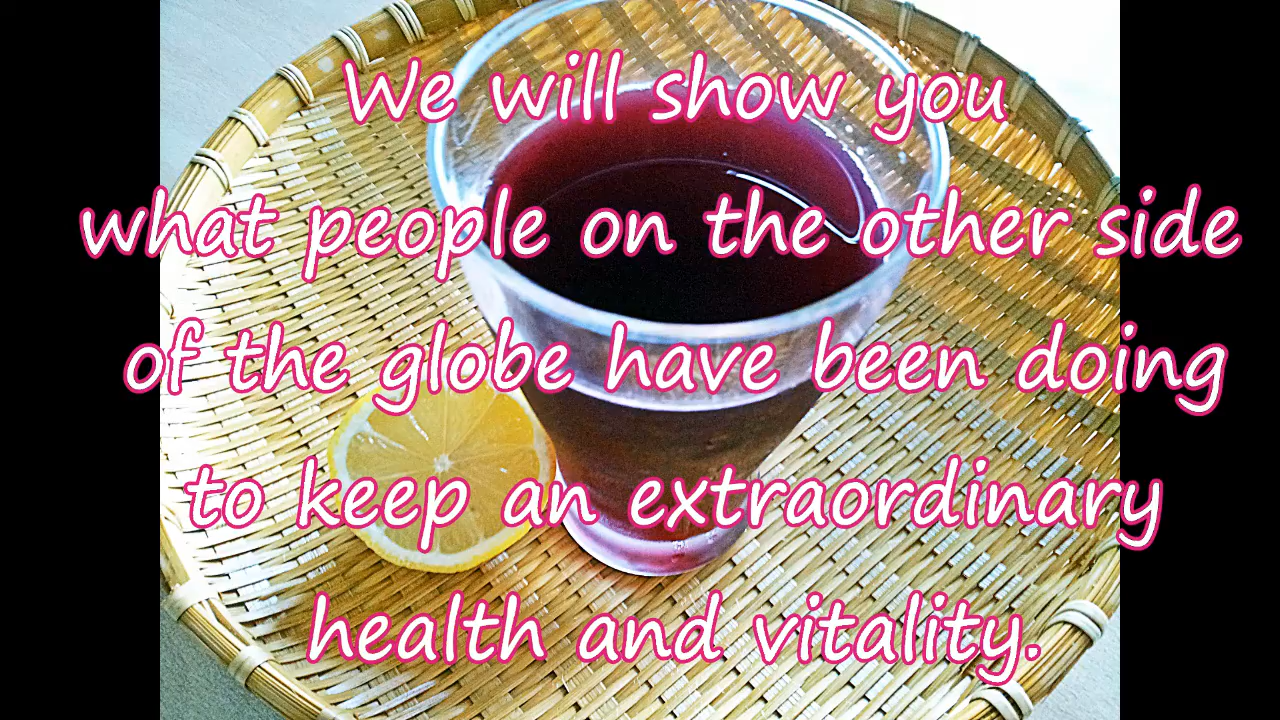 We will show you
what people on the other side
of the globe have been doing
to keep an extraordinary
health and vitality.